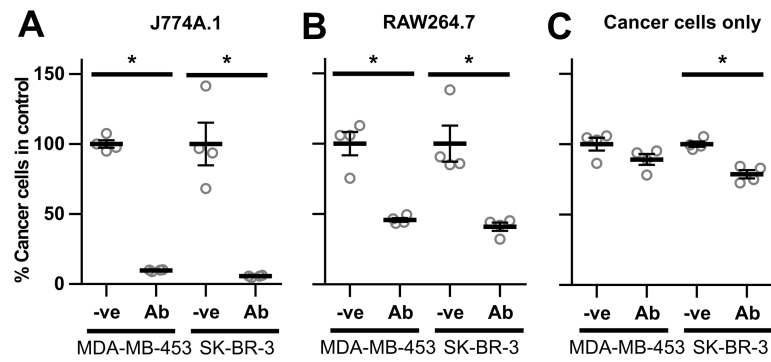 A J774A.1 B RAW264.7 C Cancer cells only
* * * * *
% Cancer cells in control
150
100
50
0
-ve Ab -ve Ab -ve Ab -ve Ab -ve Ab -ve Ab
MDA-MB-453 SK-BR-3 MDA-MB-453 SK-BR-3 MDA-MB-453 SK-BR-3